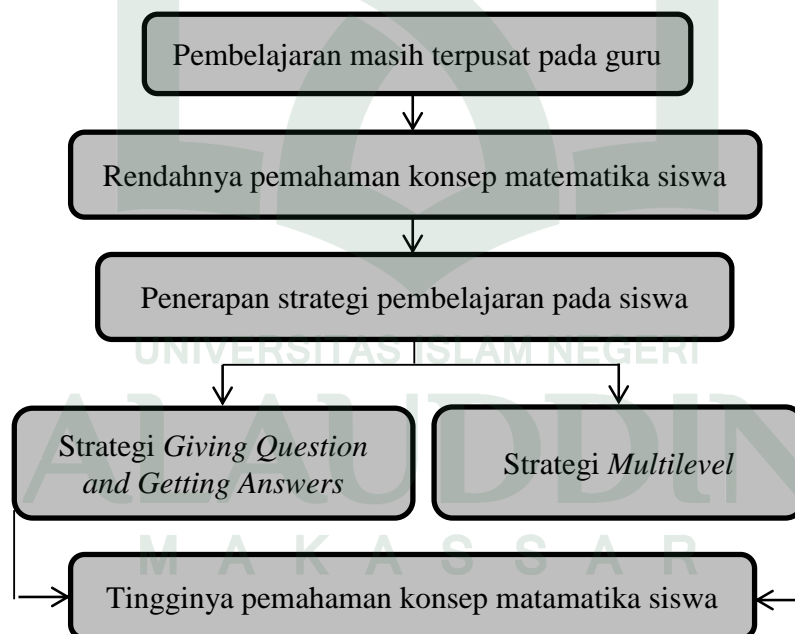 Pembelajaran masih terpusat pada guru
Rendahnya pemahaman konsep matematika siswa
Penerapan strategi pembelajaran pada siswa
UNIVERSITAS ISLAM NEGERI
Strategi Giving Question
and Getting Answers
Strategi Multilevel
ALAUDDIN
MAKASSAR
Tingginya pemahaman konsep matamatika siswa